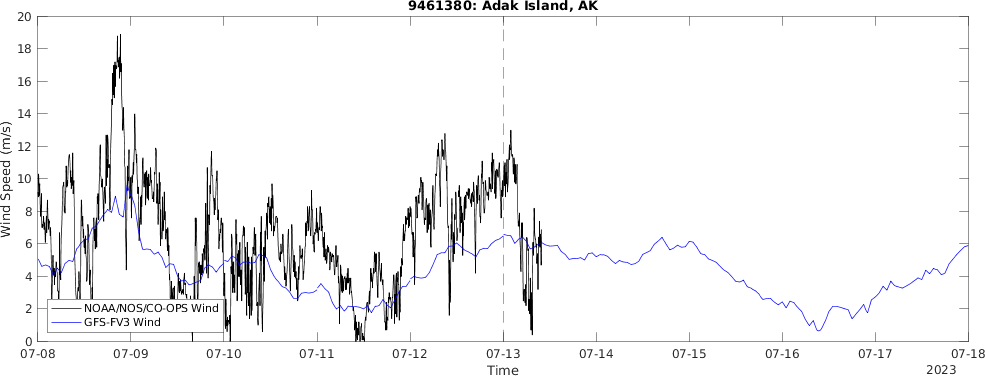 9461380: Adak Island, AK
20
18
16
14
12
10
8
6
4
2
0
Wind Speed (m/s)
NOAA/NOS/CO-OPS Wind
GFS-FV3 Wind
07-08 07-09 07-10 07-11 07-12 07-13 07-14 07-15 07-16 07-17 07-18
Time
2023